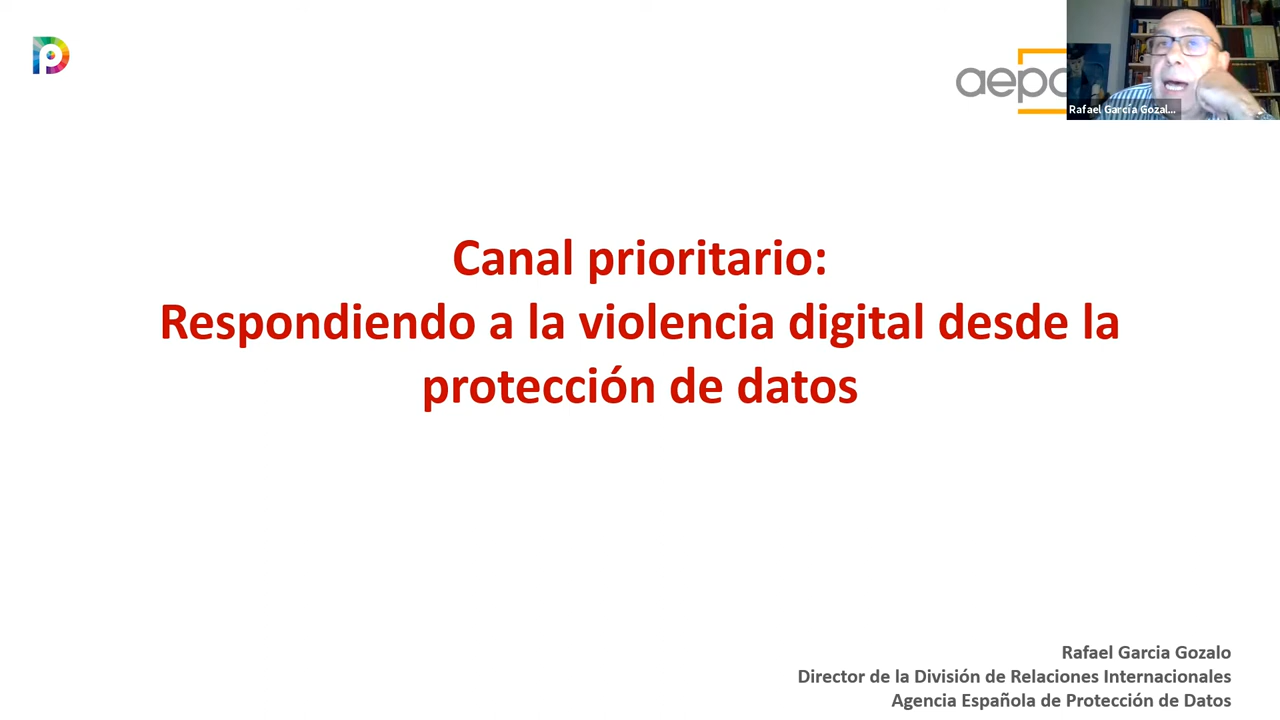 aepd
Rafael García Gozal...
Canal prioritario:
Respondiendo a la violencia digital desde la
protección de datos
Rafael Garcia Gozalo
Director de la División de Relaciones Internacionales
Agencia Española de Protección de Datos